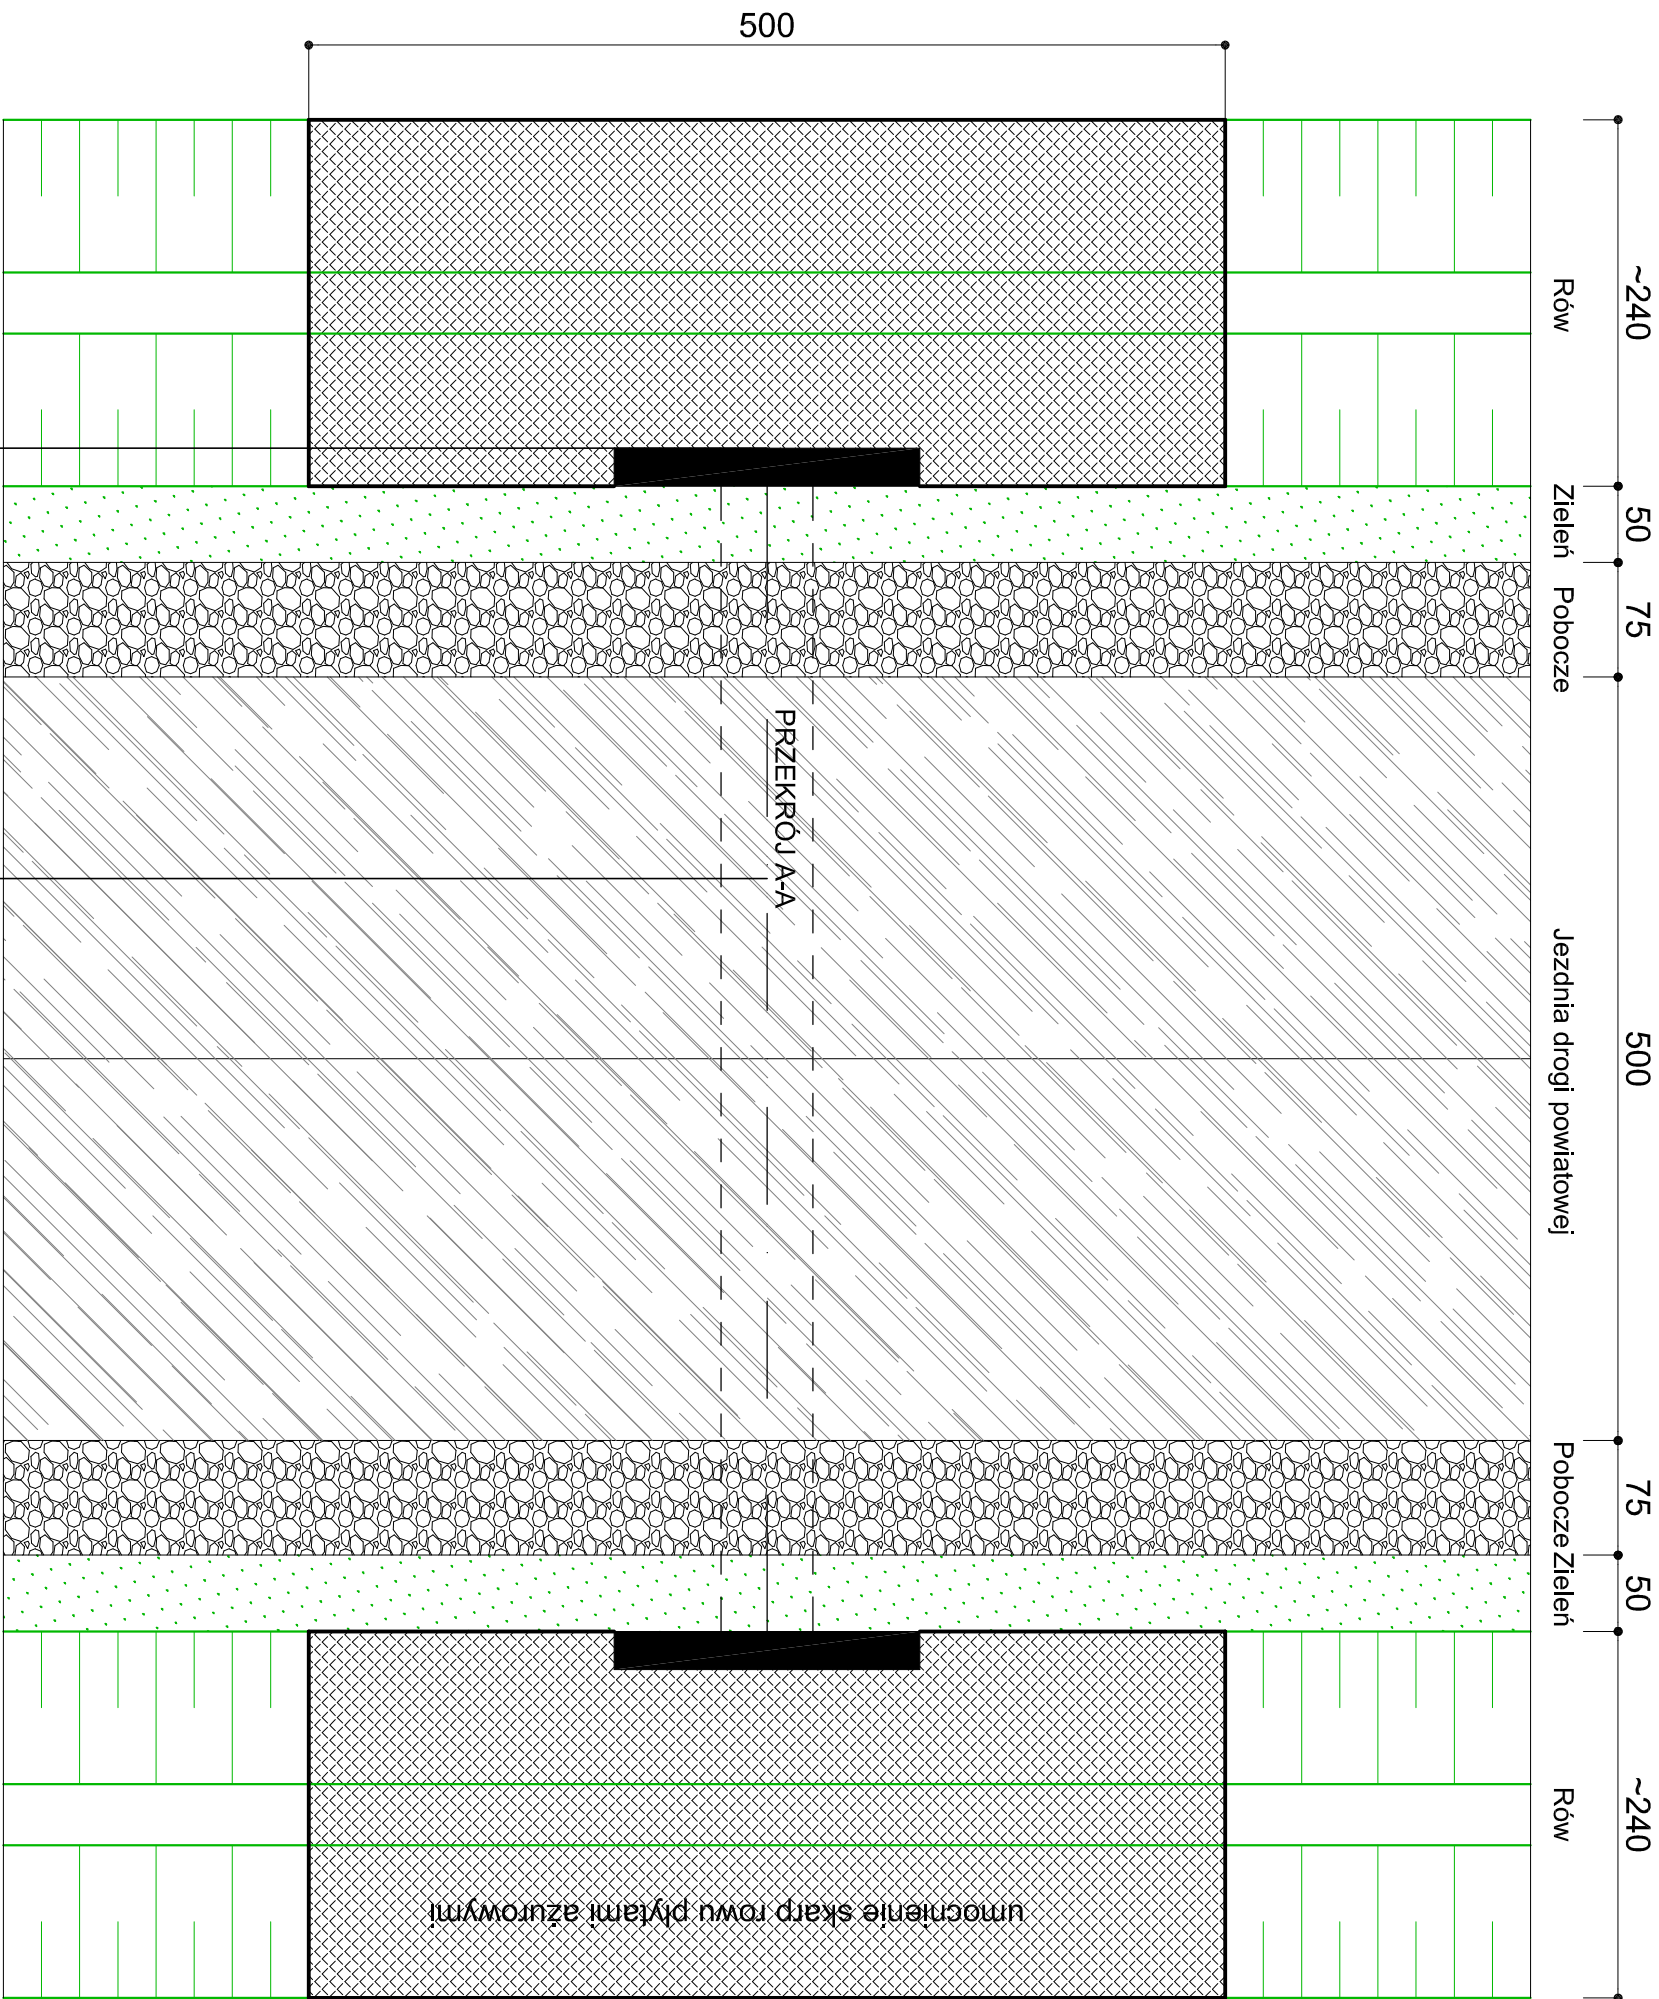 500
~240
50
75
500
75
50
~240
Rów
Zieleń
Pobocze
Jezdnia drogi powiatowej
Pobocze
Zieleń
Rów
PRZEKRÓJ A-A
umocnienie skarp rowu płytami ażurowymi